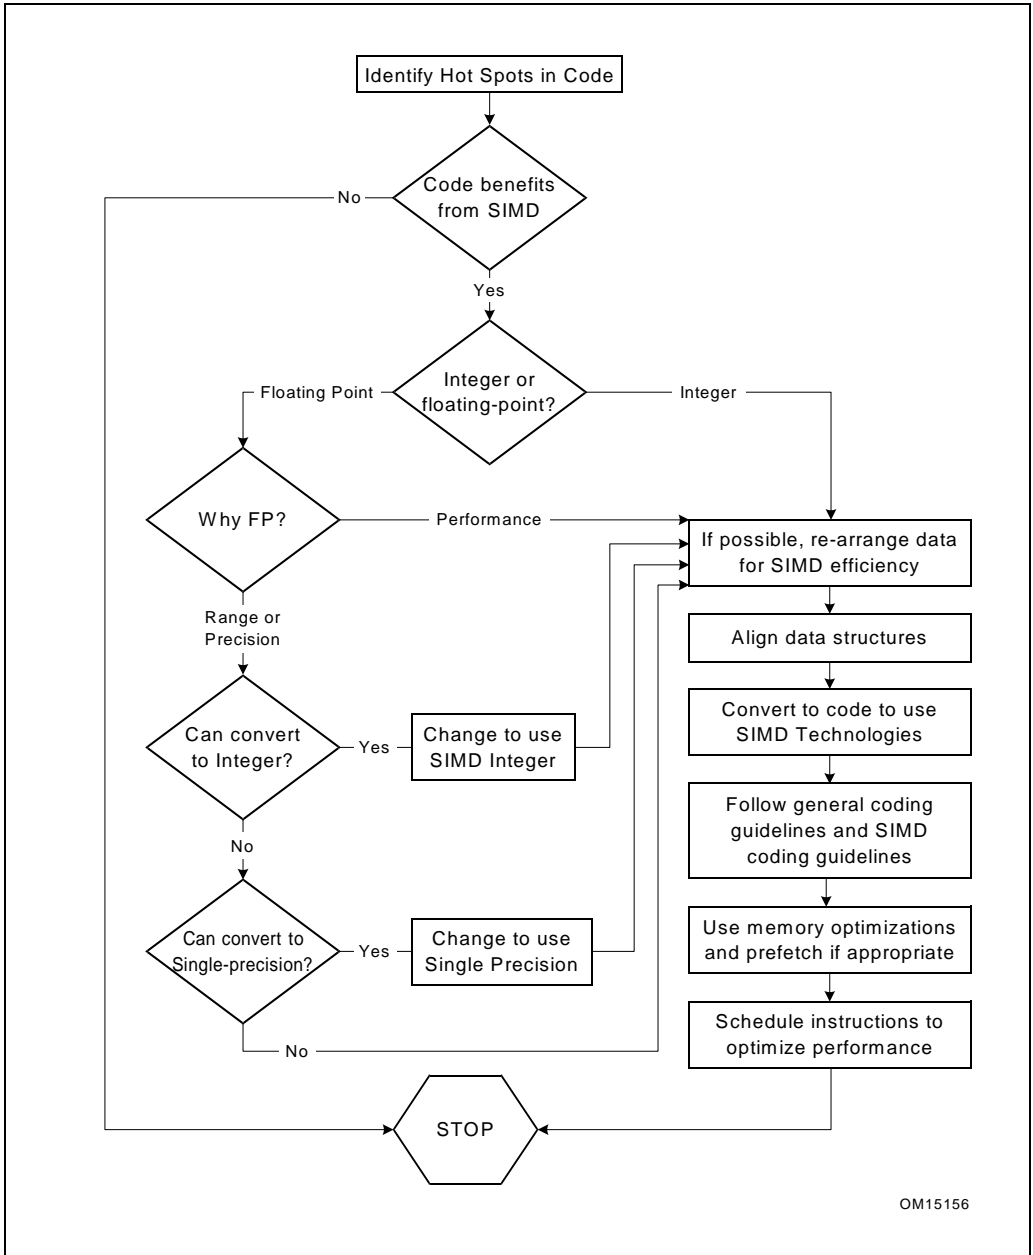 Identify Hot Spots in Code
Code benefits
from SIMD
No
Yes
Integer or
floating-point?
Floating Point
Integer
Why FP?
Performance
If possible, re-arrange data
for SIMD efficiency
Range or
Precision
Align data structures
Can convert
to Integer?
Yes
Change to use
SIMD Integer
Convert to code to use
SIMD Technologies
No
Follow general coding
guidelines and SIMD
coding guidelines
Can convert to
Single-precision?
Yes
Change to use
Single Precision
Use memory optimizations
and prefetch if appropriate
No
Schedule instructions to
optimize performance
STOP
OM15156